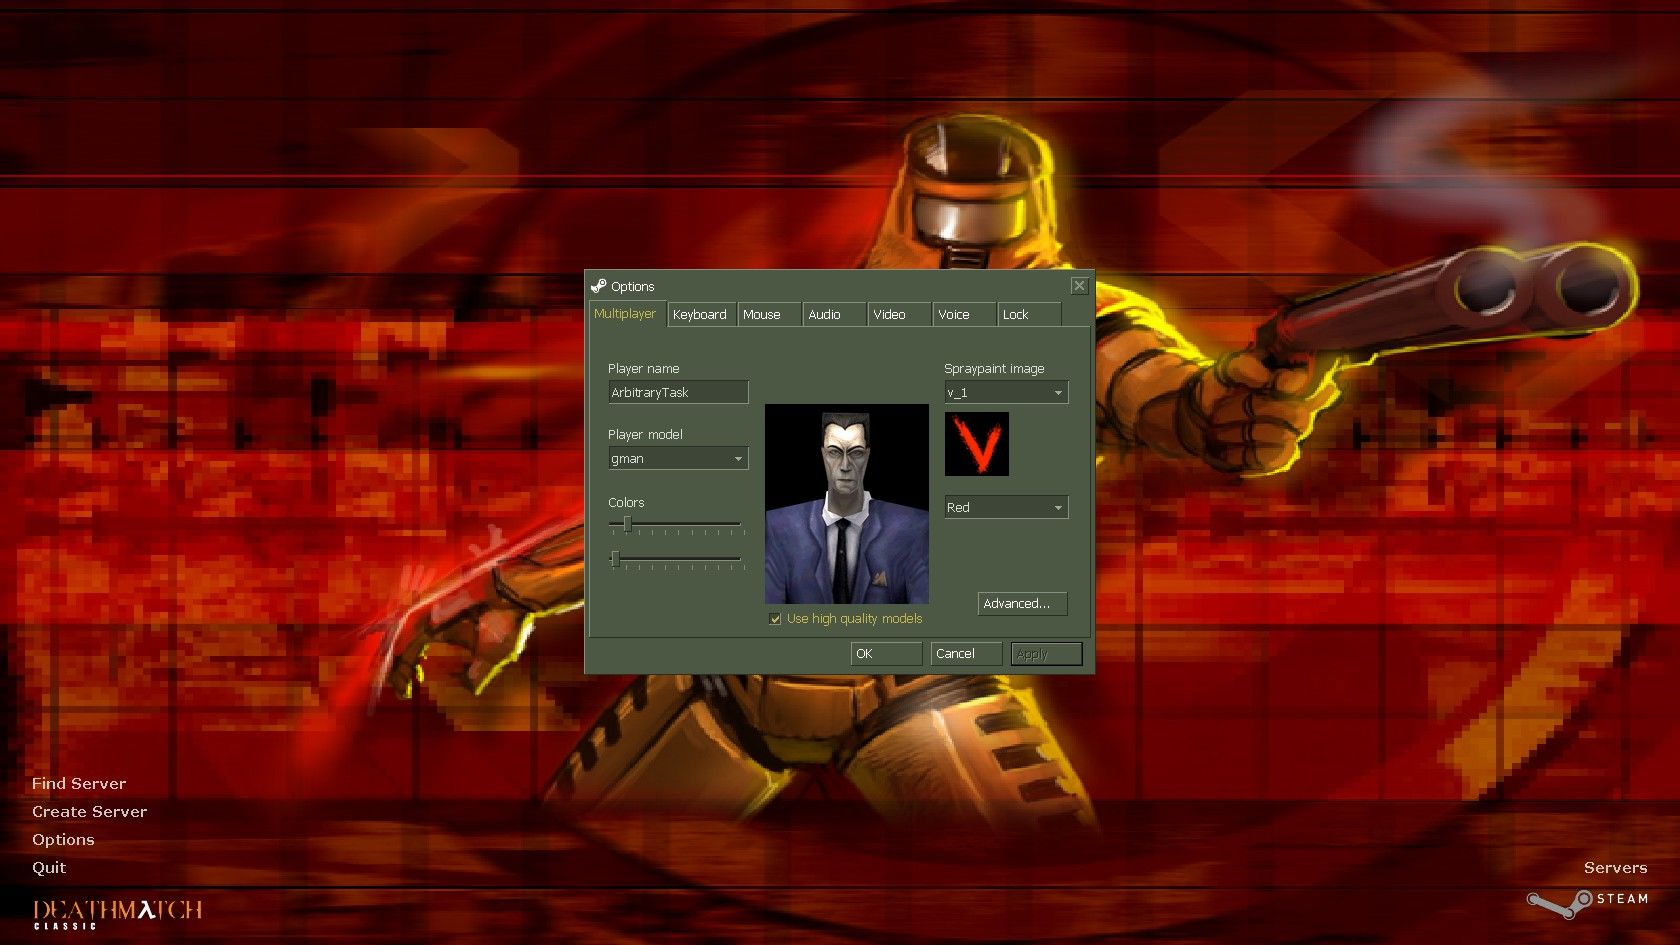 Options
Multiplayer Keyboard Mouse Audio Video Voice Lock
Player name
ArbitraryTask
Player model
gman
Colors
Spraypaint image
v_1
V
Red
Advanced...
Use high quality models
OK Cancel Apply
Find Server
Create Server
Options
Quit
Servers
DEATHMλTCH
CLASSIC
STEAM